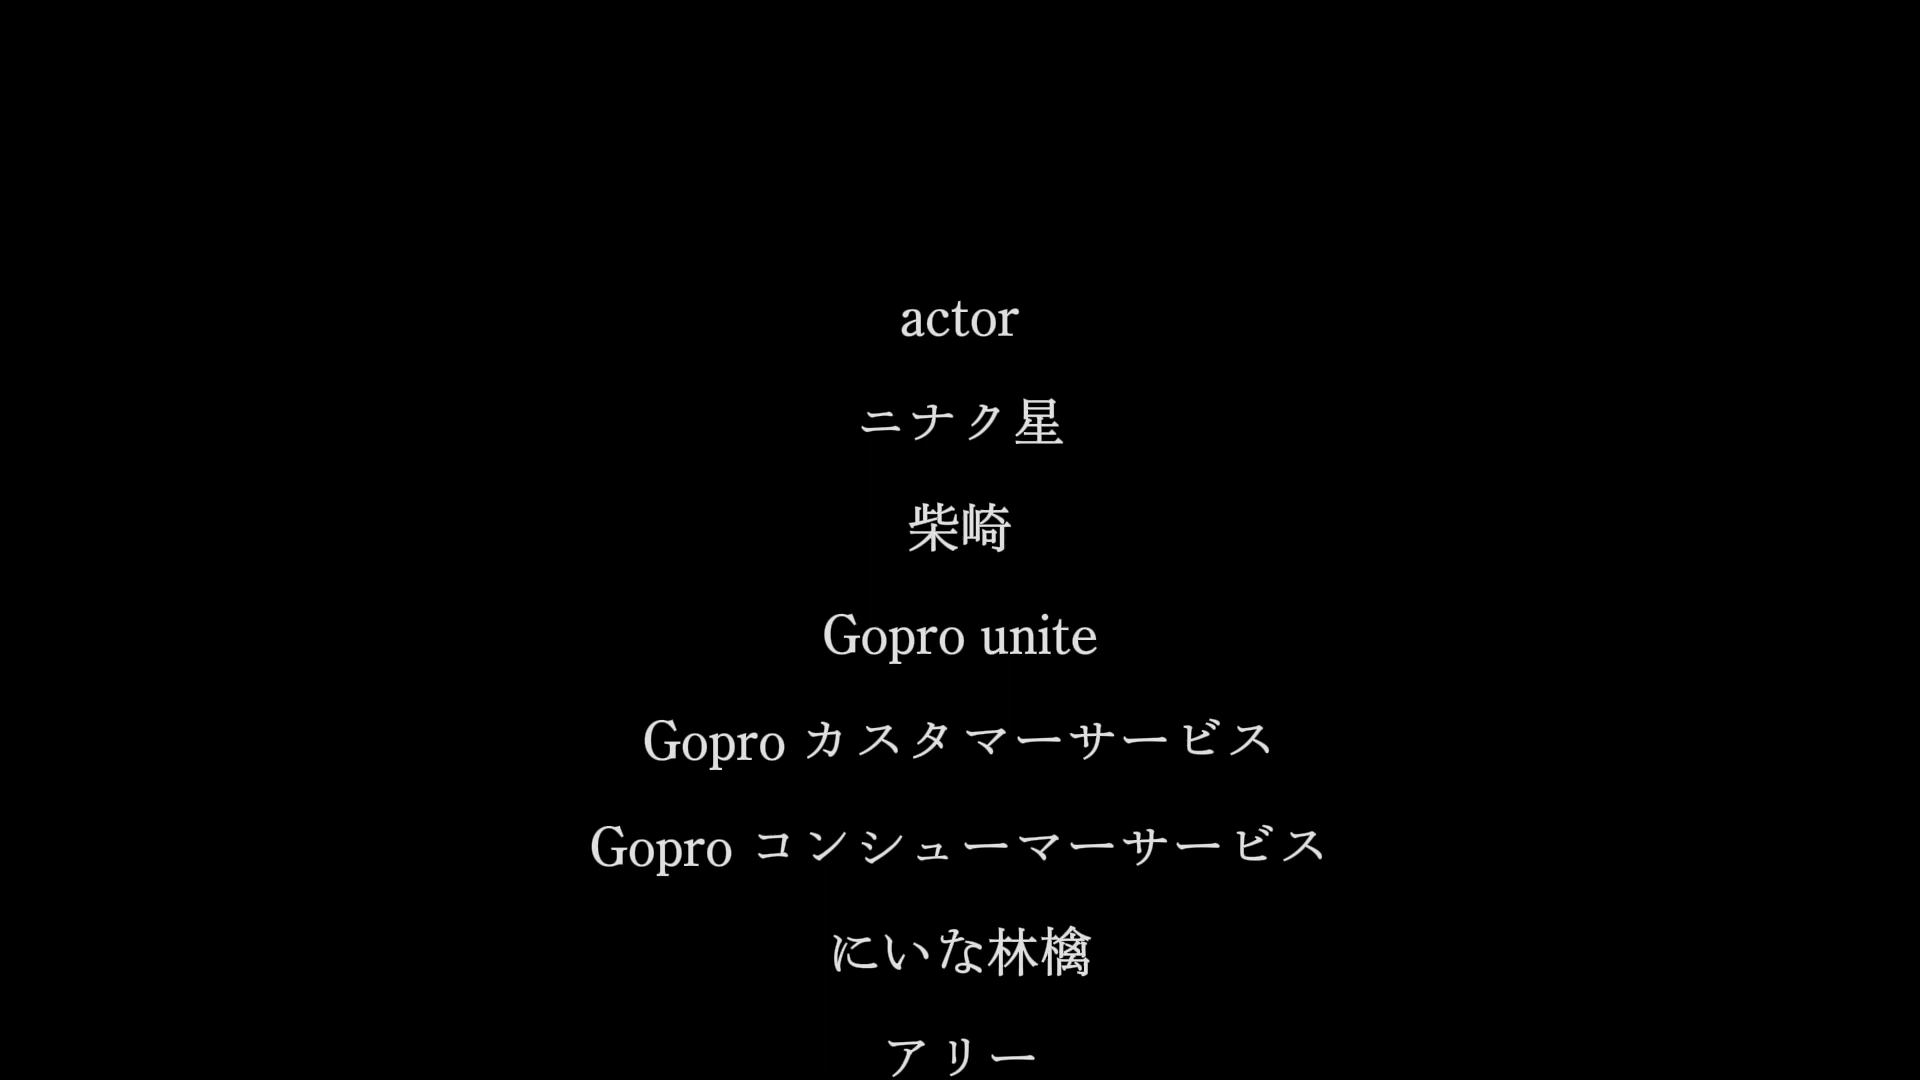 actor
ニナク星
柴崎
Gopro unite
Gopro カスタマーサービス
Gopro コンシューマーサービス
にいな林檎
アリー